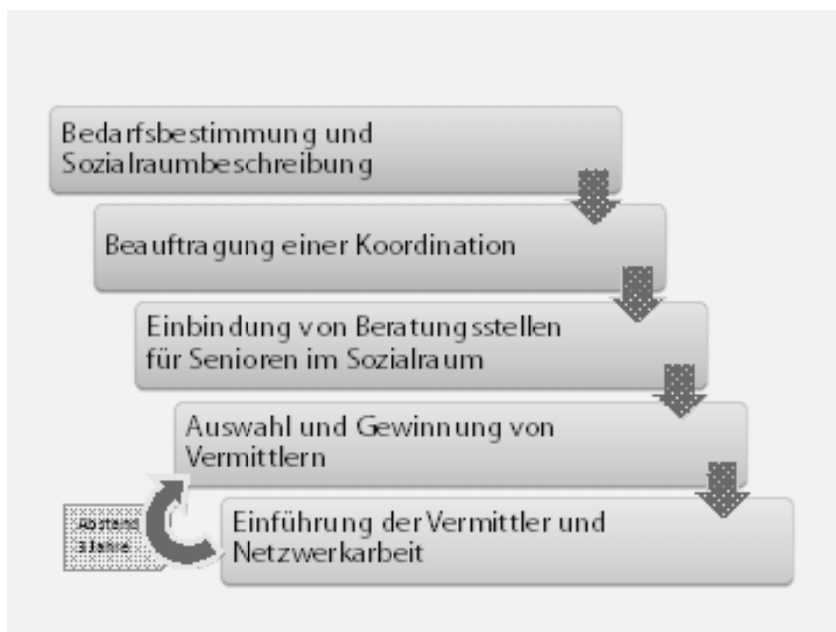 Bedarfsbestimmung und
Sozialraumbeschreibung
Beauftragung einer Koordination
Einbindung von Beratungsstellen
für Senioren im Sozialraum
Auswahl und Gewinnung von
Vermittlern
Abstand
3 Jahre
Einführung der Vermittler und
Netzwerkarbeit